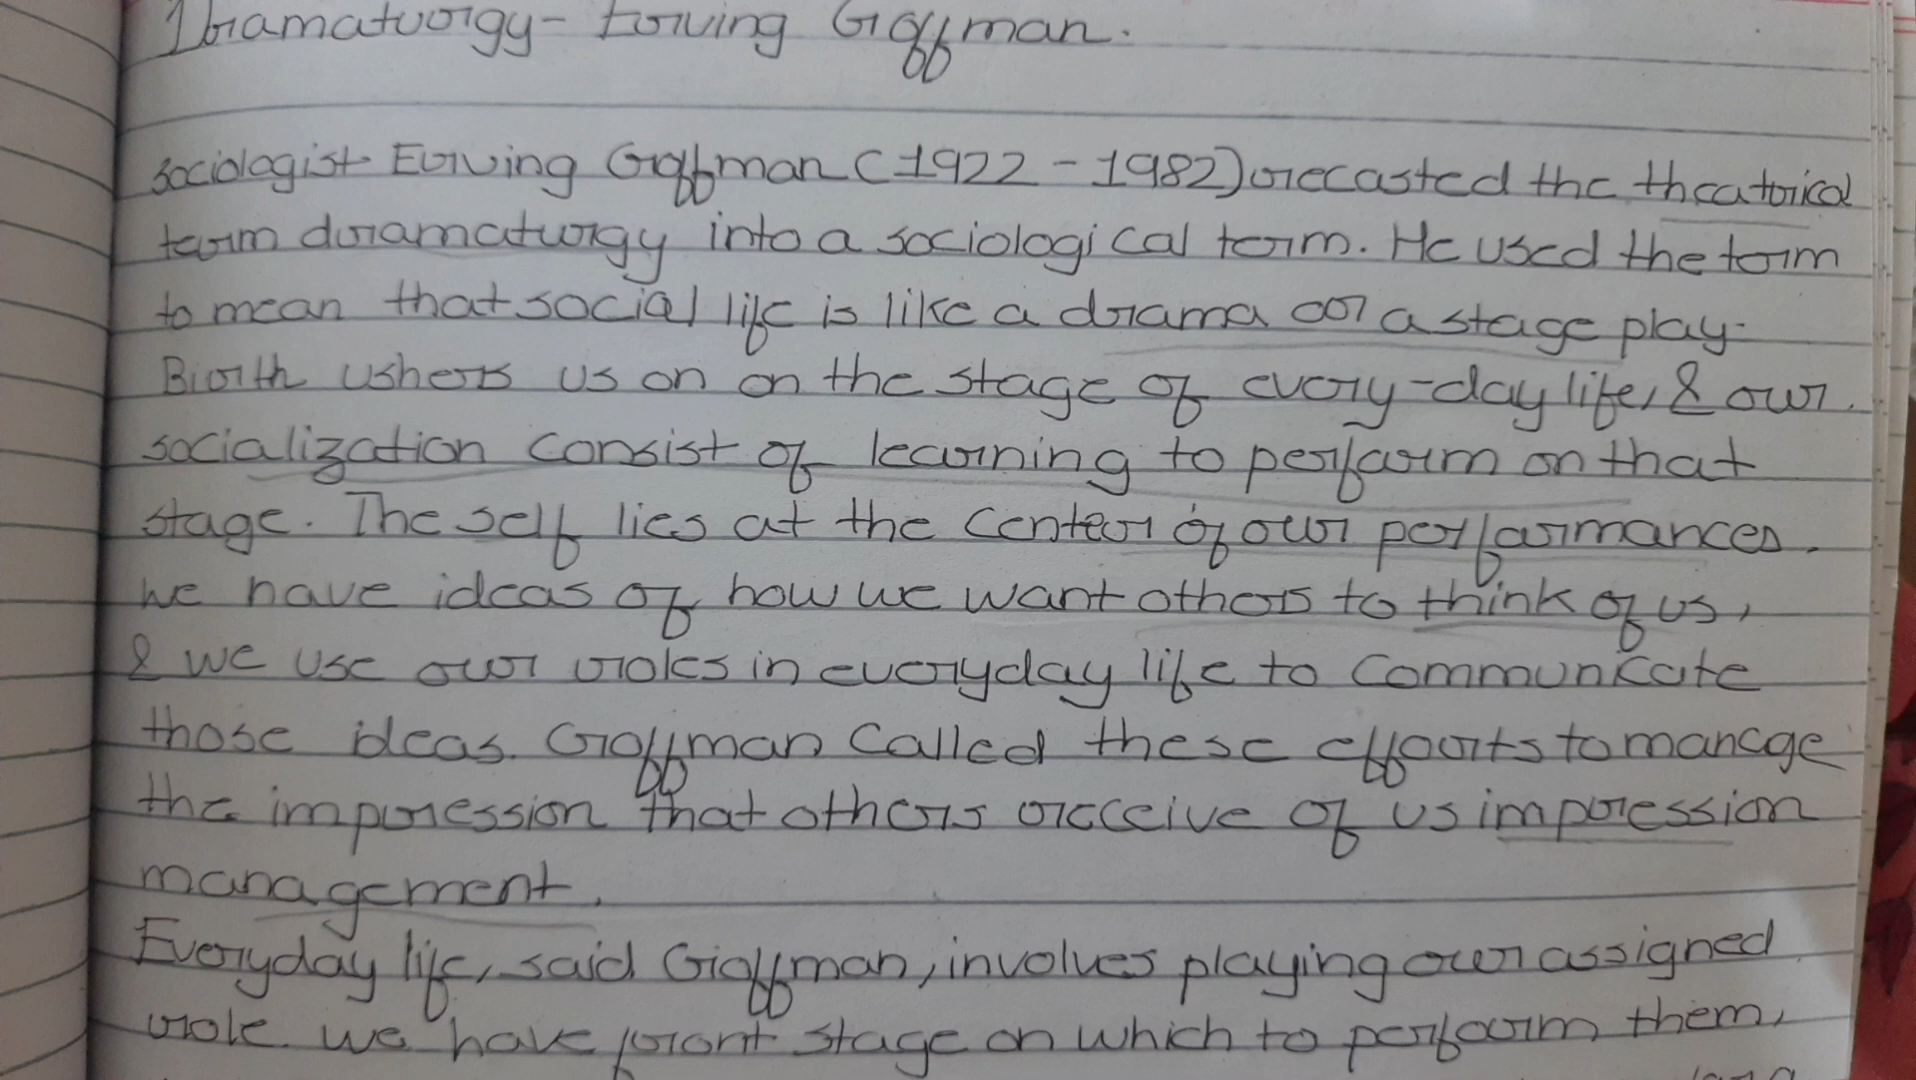 Dramaturgy - Erving Goffman.
sociologist Erving Goffman (1922 - 1982) recasted the theatorical
term dramaturgy into a sociological term. He used the term
to mean that social life is like a drama or a stage play.
Birth ushers us on on the stage of every-day life, & our
socialization consist of learning to perform on that
stage. The self lies at the center of our performances.
We have ideas of how we want others to think of us,
& we use our roles in everyday life to communicate
those ideas. Goffman called these efforts to manage
the impression that others receive of us impression
management.
Everyday life, said Goffman, involves playing our assigned
role. we have front stage on which to perform them,